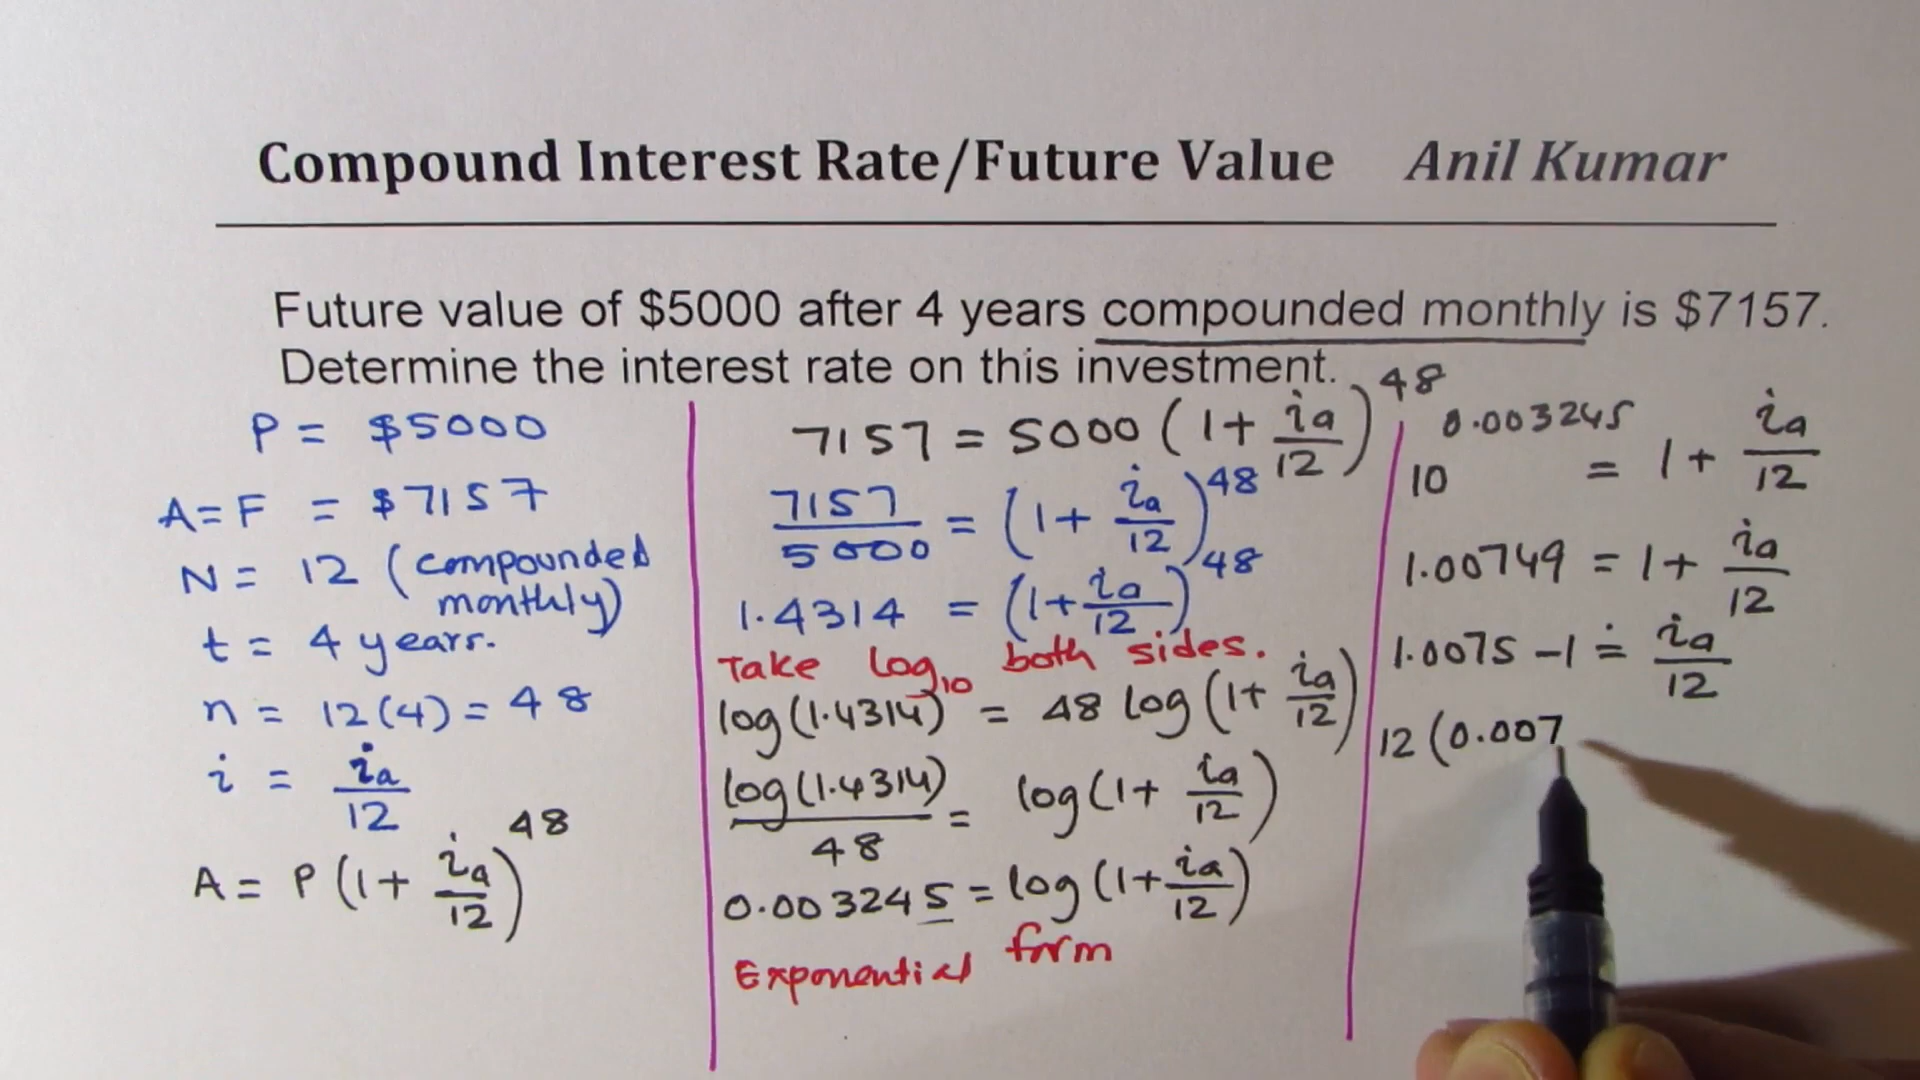 Compound Interest Rate/Future Value Anil Kumar
Future value of $5000 after 4 years compounded monthly is $7157.
Determine the interest rate on this investment.
P = $5000
A = F = $7157
N = 12 (compounded
monthly)
t = 4 years.
n = 12(4) = 48
i = ia/12
A = P(1 + ia/12)^48
7157 = 5000(1 + ia/12)^48
7157/5000 = (1 + ia/12)^48
1.4314 = (1 + ia/12)^48
Take log10 both sides.
log(1.4314) = 48 log(1 + ia/12)
log(1.4314)/48 = log(1 + ia/12)
0.003245 = log(1 + ia/12)
Exponential form
10^0.003245 = 1 + ia/12
1.00749 = 1 + ia/12
1.0075 - 1 ≐ ia/12
12(0.007